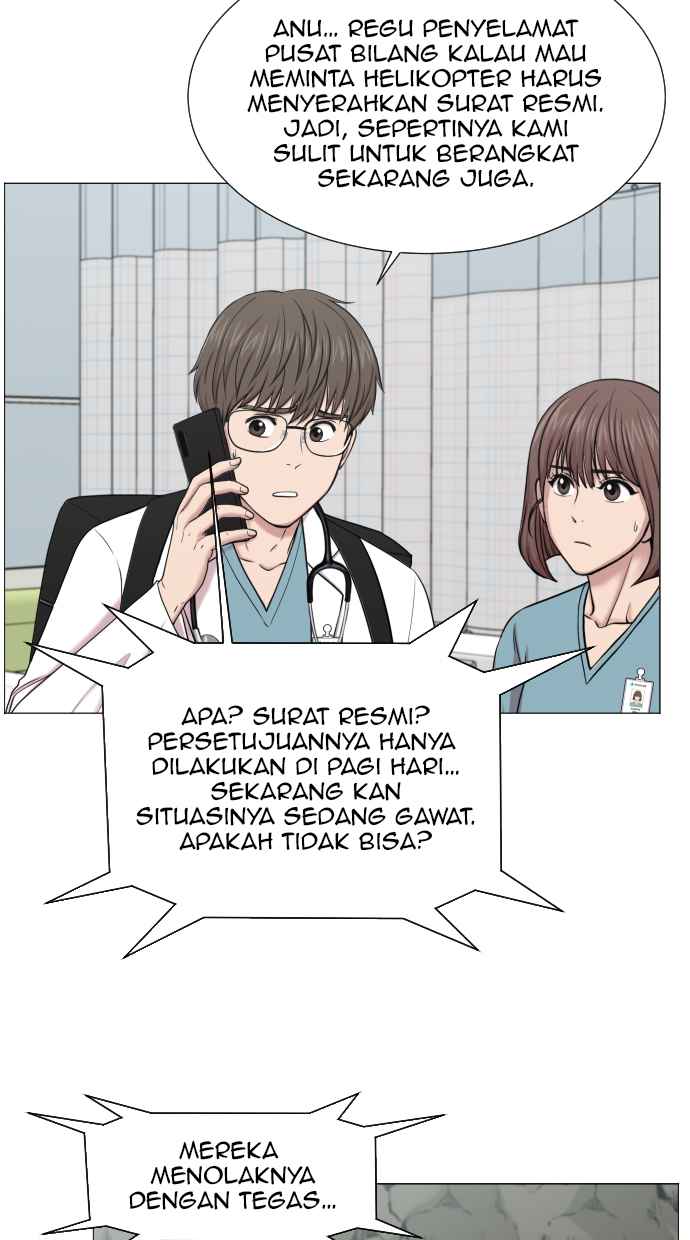 ANU... REGU PENYELAMAT
PUSAT BILANG KALAU MAU
MEMINTA HELIKOPTER HARUS
MENYERAHKAN SURAT RESMI.
JADI, SEPERTINYA KAMI
SULIT UNTUK BERANGKAT
SEKARANG JUGA.
APA? SURAT RESMI?
PERSETUJUANNYA HANYA
DILAKUKAN DI PAGI HARI...
SEKARANG KAN
SITUASINYA SEDANG GAWAT.
APAKAH TIDAK BISA?
MEREKA
MENOLAKNYA
DENGAN TEGAS...